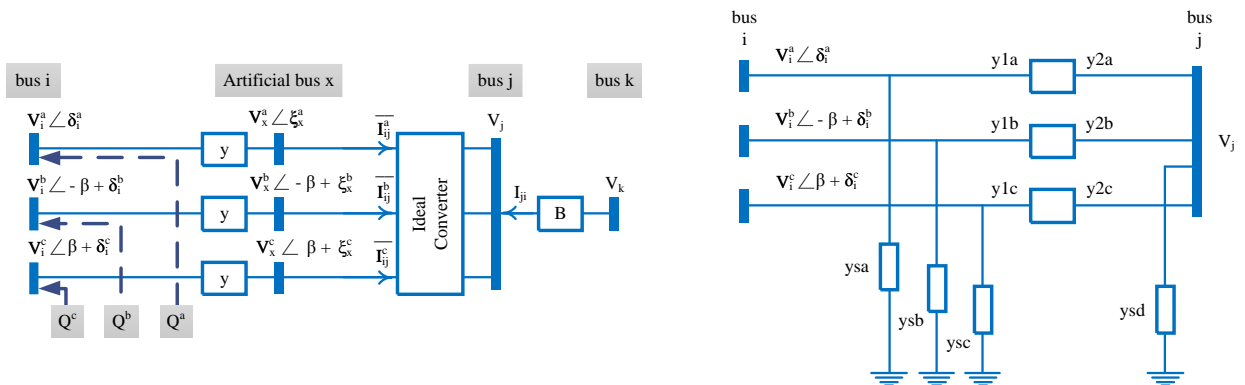 bus i
Artificial bus x
bus j
bus k
V_i^a∠δ_i^a
V_x^a∠ξ_x^a
I_ij^a
V_j
y
V_i^b∠ - β + δ_i^b
V_x^b∠ - β + ξ_x^b
I_ij^b
I_ji
V_k
y
Ideal Converter
B
V_i^c∠β + δ_i^c
V_x^c∠ β + ξ_x^c
I_ij^c
y
Q^c
Q^b
Q^a
bus
i
bus
j
V_i^a∠δ_i^a
y1a
y2a
V_i^b∠ - β + δ_i^b
y1b
y2b
V_j
V_i^c∠β + δ_i^c
y1c
y2c
ysa
ysb
ysc
ysd